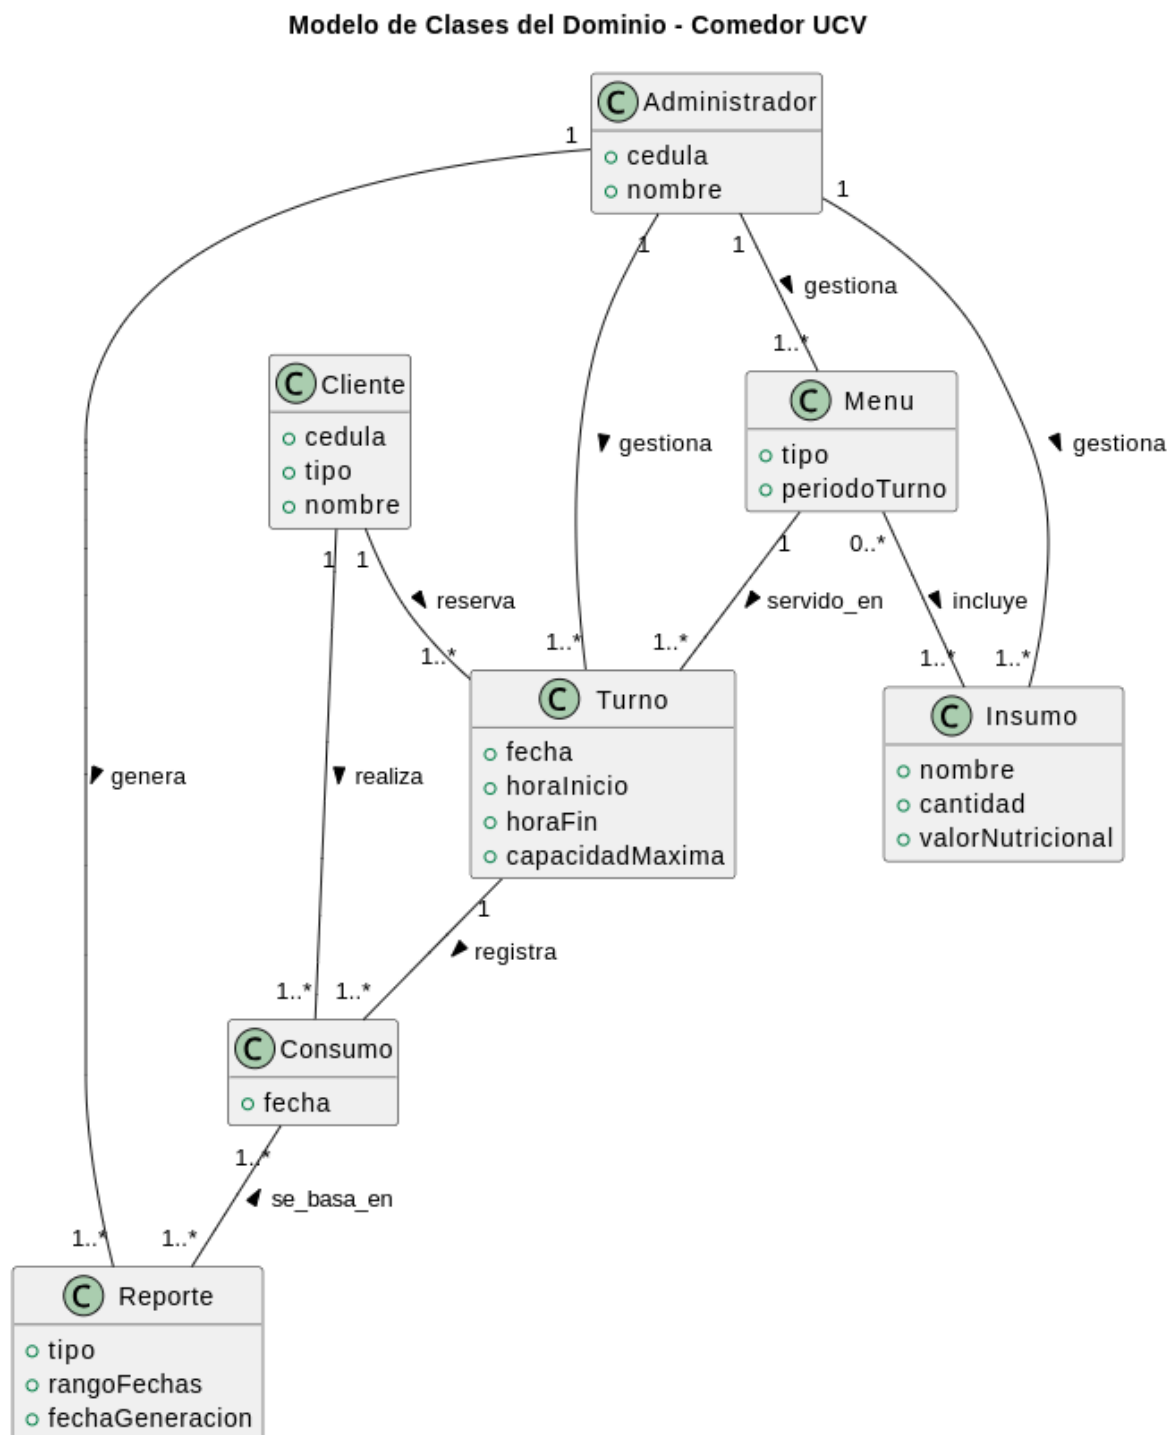 Modelo de Clases del Dominio - Comedor UCV
C Administrador
cedula
nombre
1
1
1
1
gestiona
1..*
C Cliente
cedula
tipo
nombre
C Menu
tipo
periodoTurno
gestiona
gestiona
1
1
1
0..*
reserva
servido_en
incluye
1..*
1..*
1..*
1..*
1..*
C Turno
fecha
horaInicio
horaFin
capacidadMaxima
C Insumo
nombre
cantidad
valorNutricional
genera
realiza
1
registra
1..*
1..*
C Consumo
fecha
1..*
se_basa_en
1..*
1..*
C Reporte
tipo
rangoFechas
fechaGeneracion